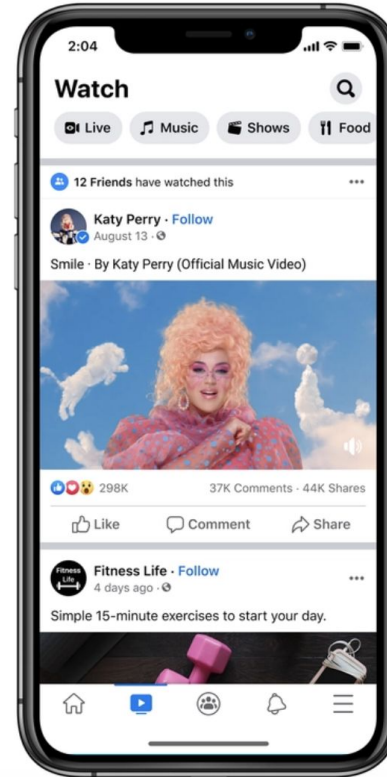 2:04
Watch
Live Music Shows Food
12 Friends have watched this
Katy Perry · Follow
August 13 ·
Smile · By Katy Perry (Official Music Video)
298K 37K Comments · 44K Shares
Like Comment Share
Fitness Life
Fitness Life · Follow
4 days ago ·
Simple 15-minute exercises to start your day.